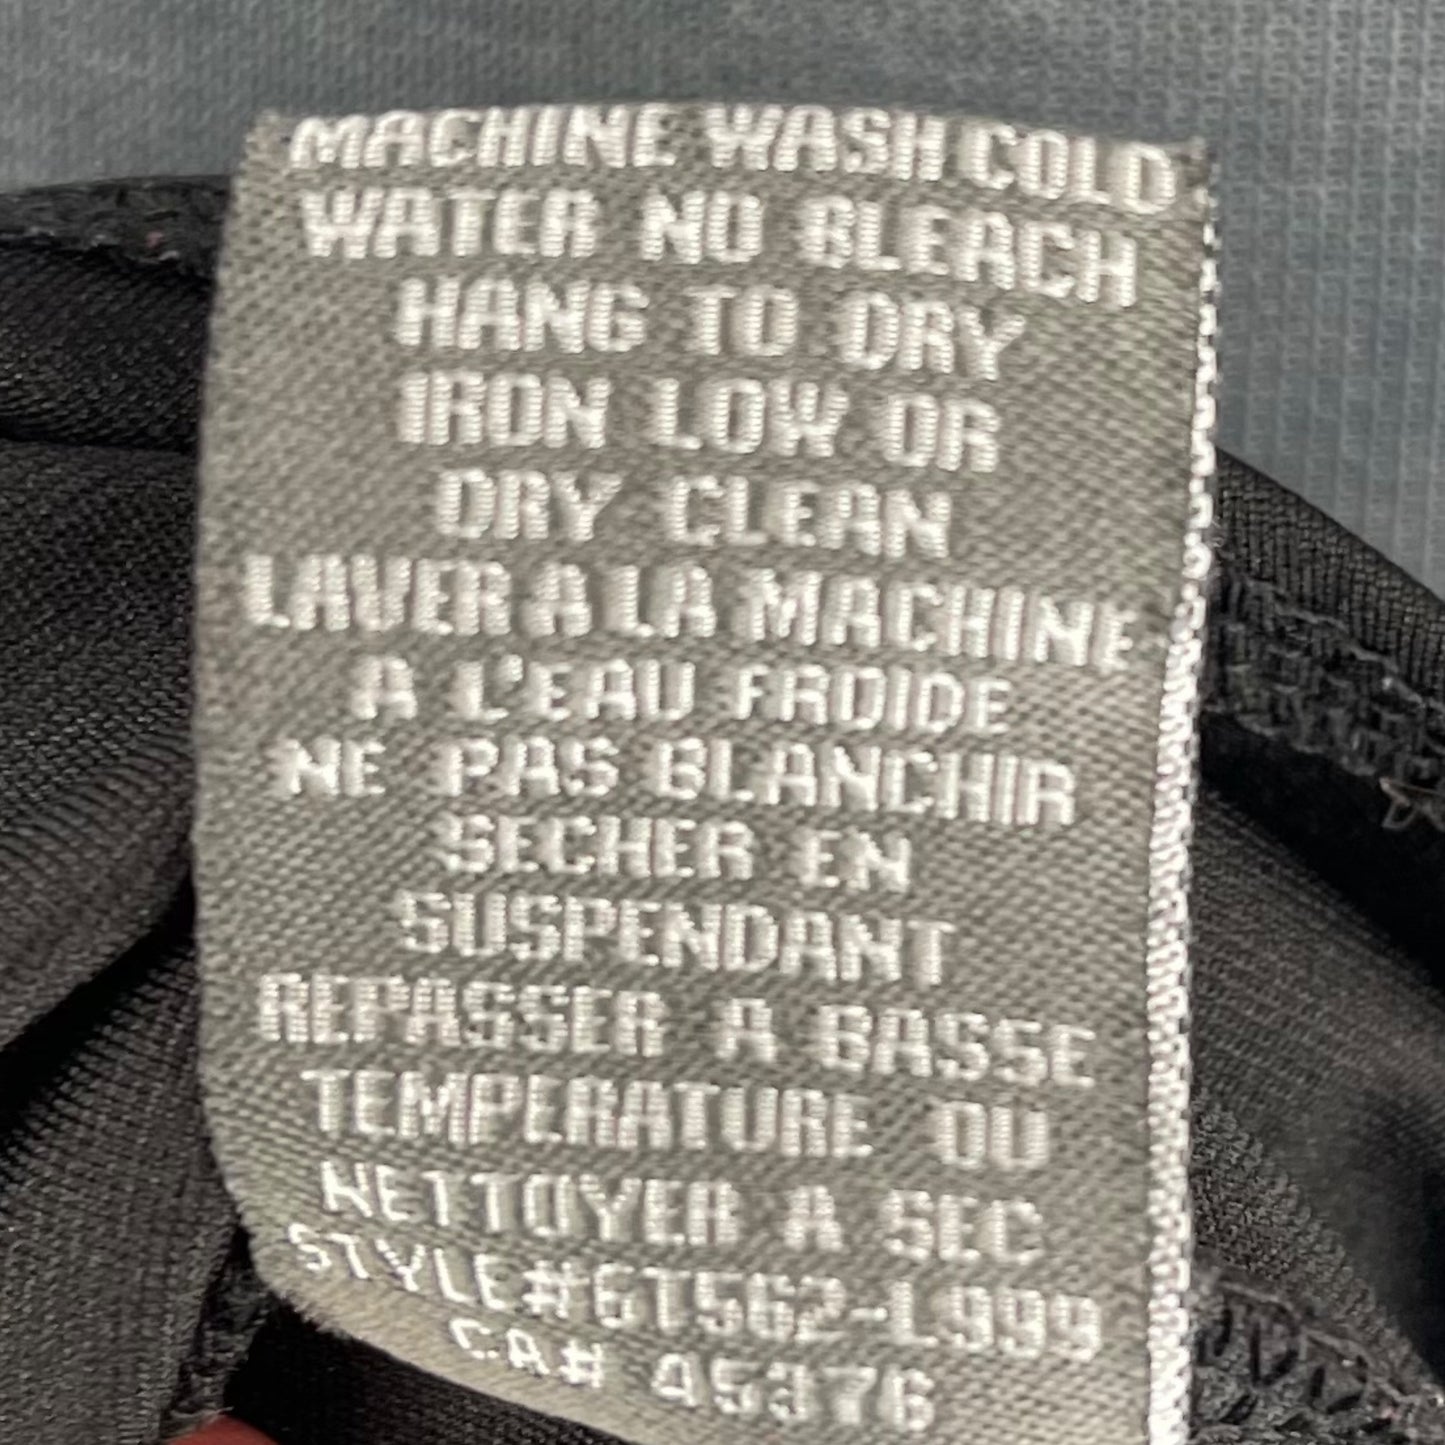 MACHINE WASH COLD
WATER NO BLEACH
HANG TO DRY
IRON LOW OR
DRY CLEAN
LAVER A LA MACHINE
A L'EAU FROIDE
NE PAS BLANCHIR
SECHER EN
SUSPENDANT
REPASSER A BASSE
TEMPERATURE OU
NETTOYER A SEC
STYLE#6T562-L999
CA# 45376